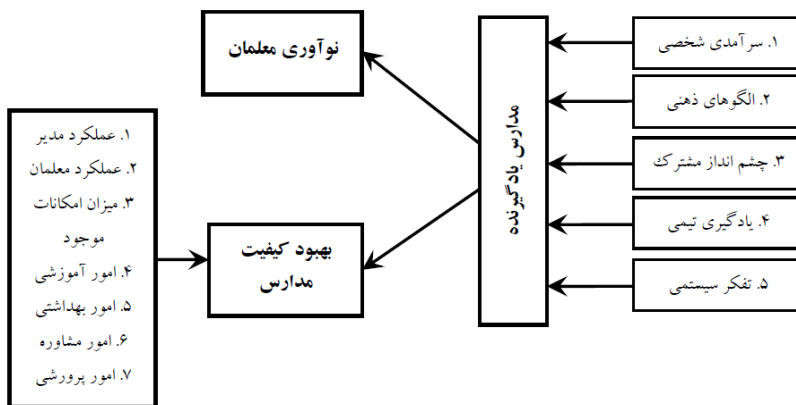 ۱. سرآمدی شخصی
۲. الگوهای ذهنی
۳. چشم انداز مشترک
۴. یادگیری تیمی
۵. تفکر سیستمی
مدارس یادگیرنده
نوآوری معلمان
بهبود کیفیت
مدارس
۱. عملکرد مدیر
۲. عملکرد معلمان
۳. میزان امکانات
موجود
۴. امور آموزشی
۵. امور بهداشتی
۶. امور مشاوره
۷. امور پرورشی